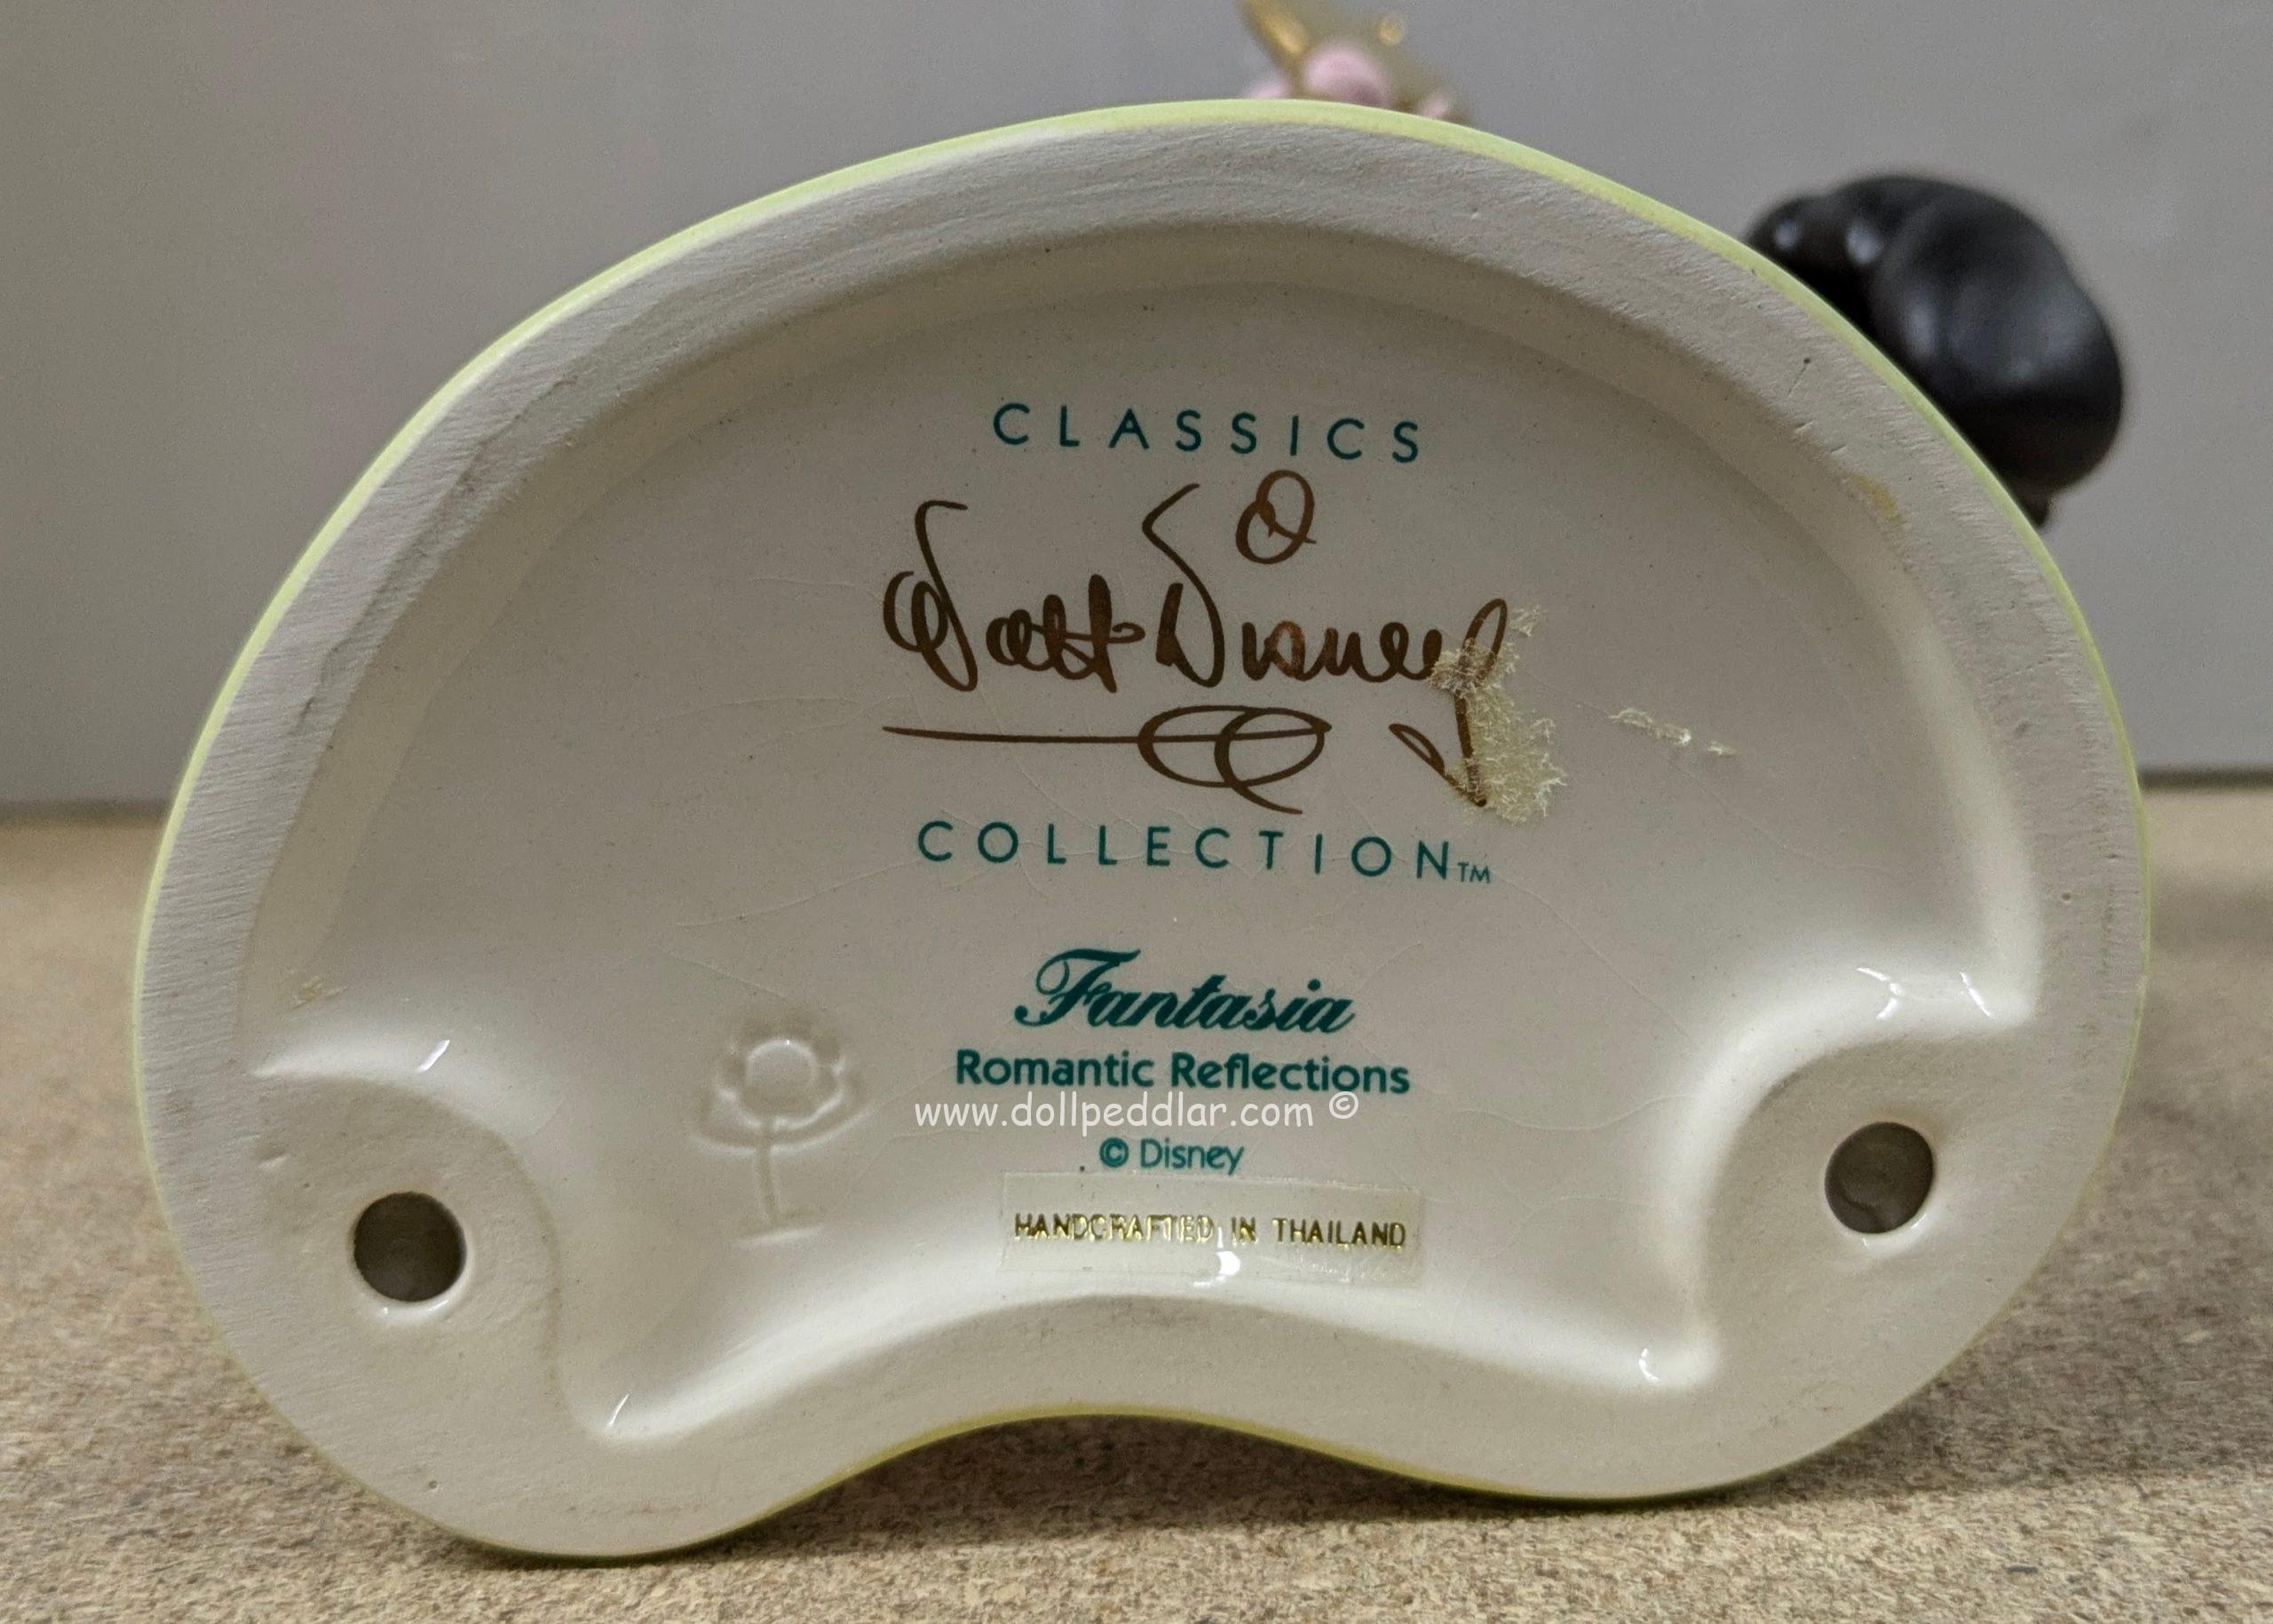 CLASSICS
Walt Disney
COLLECTION™
Fantasia
Romantic Reflections
www.dollpeddlar.com ©
© Disney
HANDCRAFTED IN THAILAND